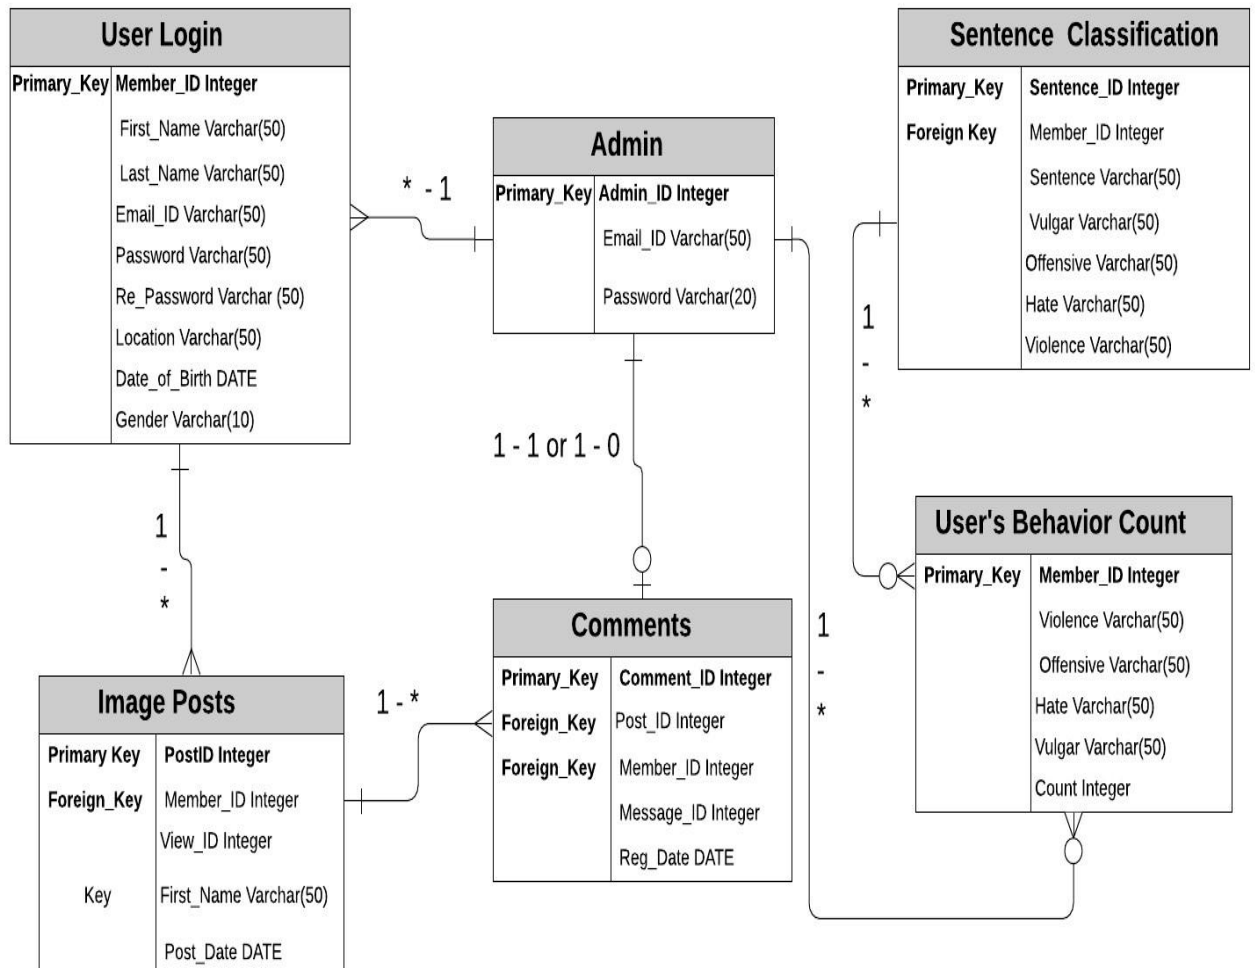 User Login
Primary_Key Member_ID Integer
First_Name Varchar(50)
Last_Name Varchar(50)
Email_ID Varchar(50)
Password Varchar(50)
Re_Password Varchar (50)
Location Varchar(50)
Date_of_Birth DATE
Gender Varchar(10)
* - 1
Admin
Primary_Key Admin_ID Integer
Email_ID Varchar(50)
Password Varchar(20)
Sentence Classification
Primary_Key Sentence_ID Integer
Foreign Key Member_ID Integer
Sentence Varchar(50)
Vulgar Varchar(50)
Offensive Varchar(50)
Hate Varchar(50)
Violence Varchar(50)
1
-
*
1 - 1 or 1 - 0
1
-
*
User's Behavior Count
Primary_Key Member_ID Integer
Violence Varchar(50)
Offensive Varchar(50)
Hate Varchar(50)
Vulgar Varchar(50)
Count Integer
Image Posts
Primary Key PostID Integer
Foreign_Key Member_ID Integer
View_ID Integer
Key First_Name Varchar(50)
Post_Date DATE
1 - *
Comments
Primary_Key Comment_ID Integer
Foreign_Key Post_ID Integer
Foreign_Key Member_ID Integer
Message_ID Integer
Reg_Date DATE
1
-
*